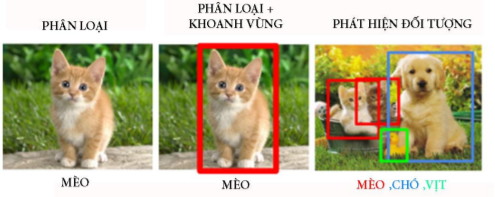 PHÂN LOẠI
PHÂN LOẠI +
KHOANH VÙNG
PHÁT HIỆN ĐỐI TƯỢNG
MÈO
MÈO
MÈO ,CHÓ ,VỊT